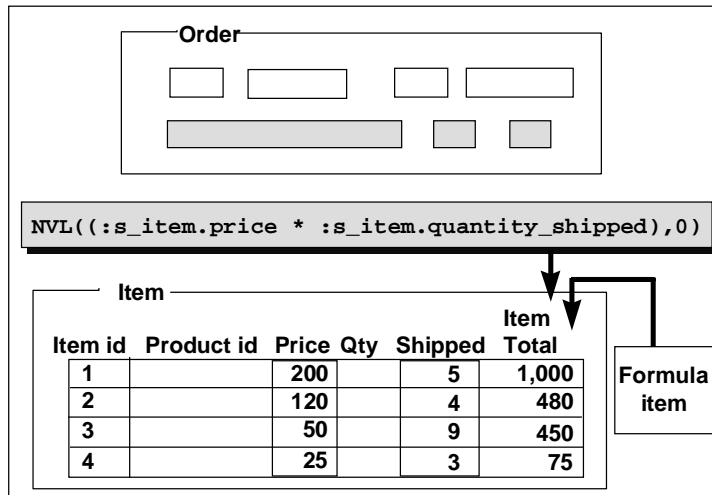 Order
NVL((:s_item.price * :s_item.quantity_shipped),0)
Item
Item id Product id Price Qty Shipped Item Total
1 200 5 1,000
2 120 4 480
3 50 9 450
4 25 3 75
Formula
item